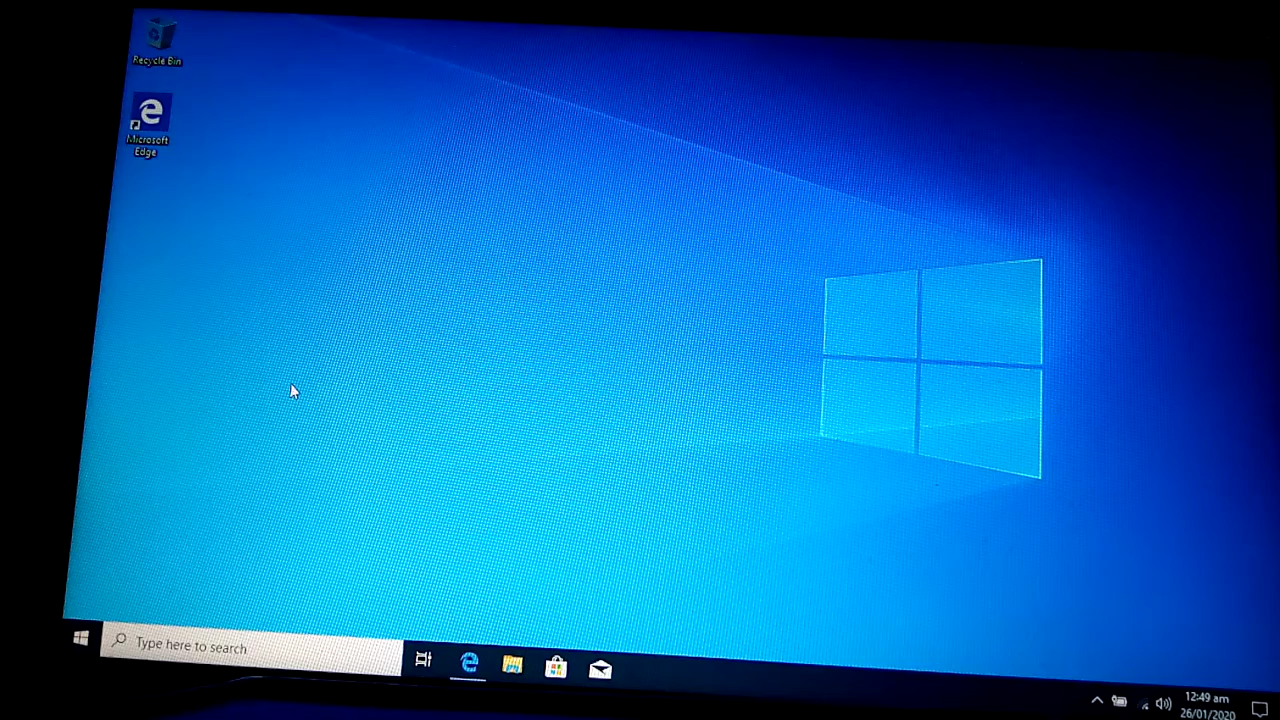 Recycle Bin
Microsoft
Edge
Type here to search
12:49 am
26/01/2020